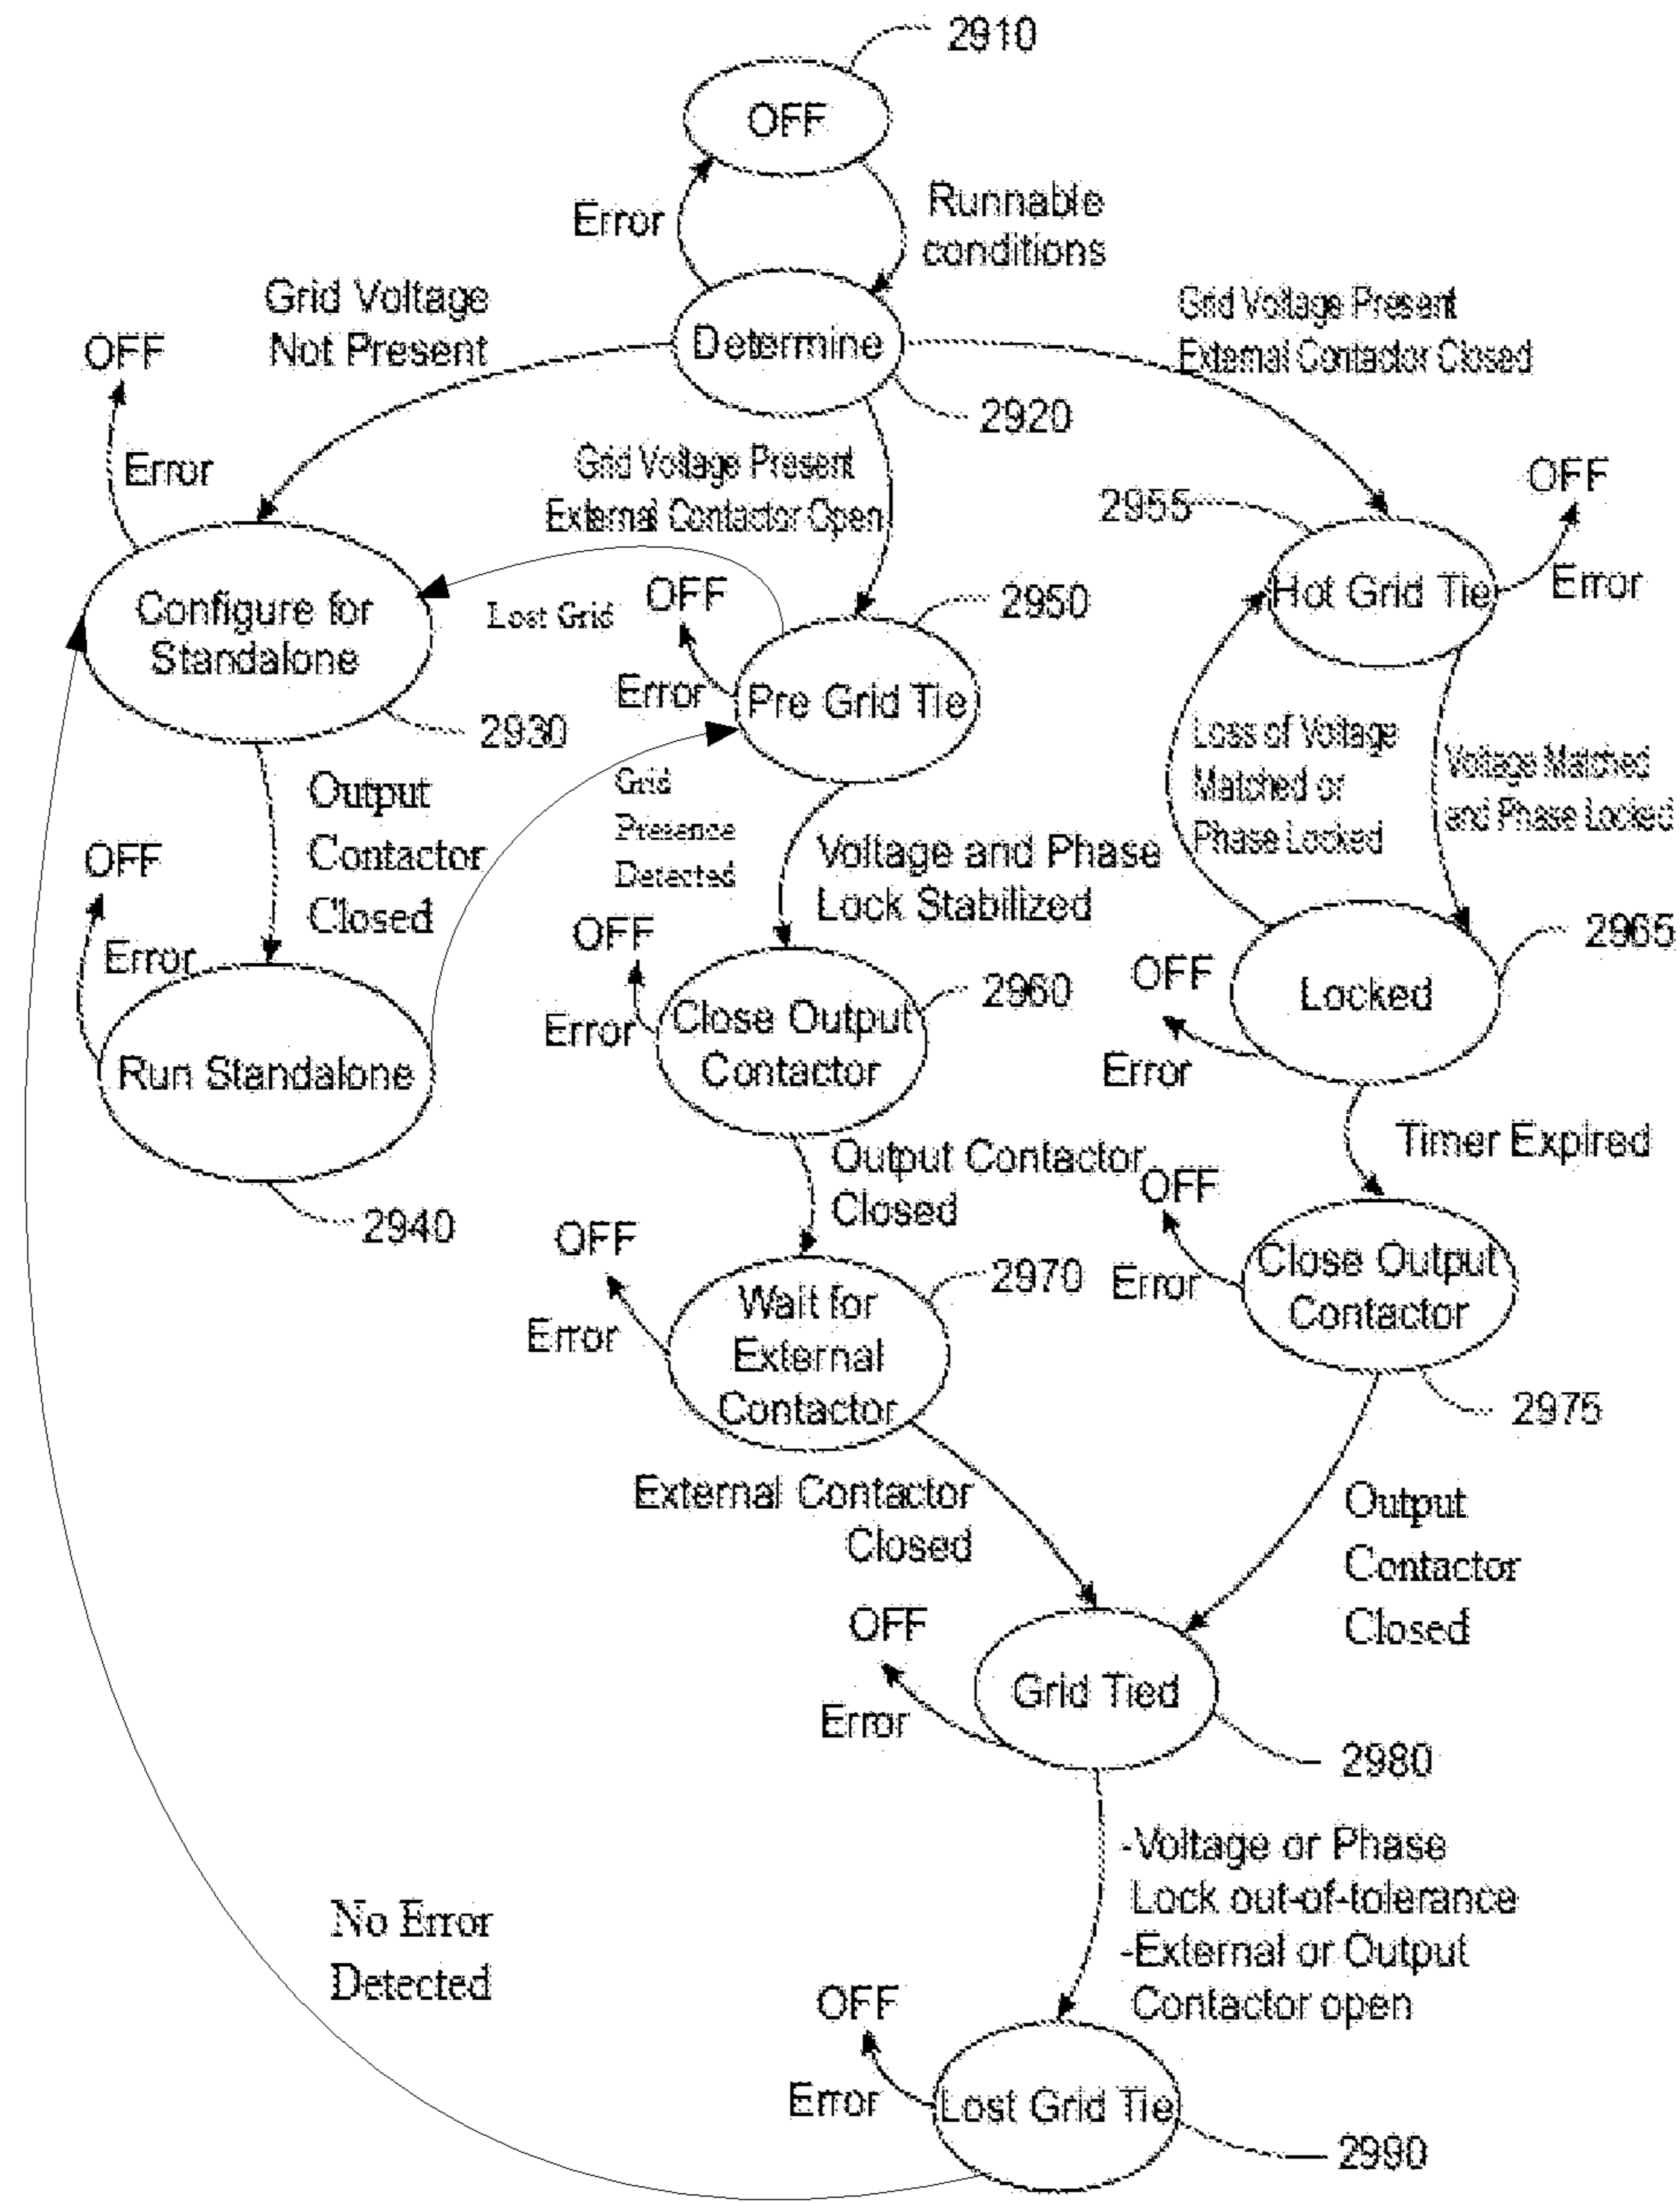 2910
OFF
Error
Runnable
conditions
Grid Voltage
Not Present
Determine
Grid Voltage Present
External Contactor Closed
2920
OFF
Error
Grid Voltage Present
External Contactor Open
2955
OFF
Hot Grid Tie
Error
Configure for
Standalone
2930
Lost Grid
OFF
Error
2950
Pre Grid Tie
Loss of Voltage
Matched or
Phase Locked
Voltage Matched
and Phase Locked
Output
Contactor
Closed
Grid
Presence
Detected
Voltage and Phase
Lock Stabilized
OFF
Error
Run Standalone
2940
OFF
Error
Close Output
Contactor
2960
OFF
Error
Locked
2965
Timer Expired
Output Contactor
Closed
OFF
Error
Close Output
Contactor
2975
OFF
Error
Wait for
External
Contactor
2970
External Contactor
Closed
Output
Contactor
Closed
OFF
Error
Grid Tied
2980
-Voltage or Phase
Lock out-of-tolerance
-External or Output
Contactor open
No Error
Detected
OFF
Error
Lost Grid Tie
2990